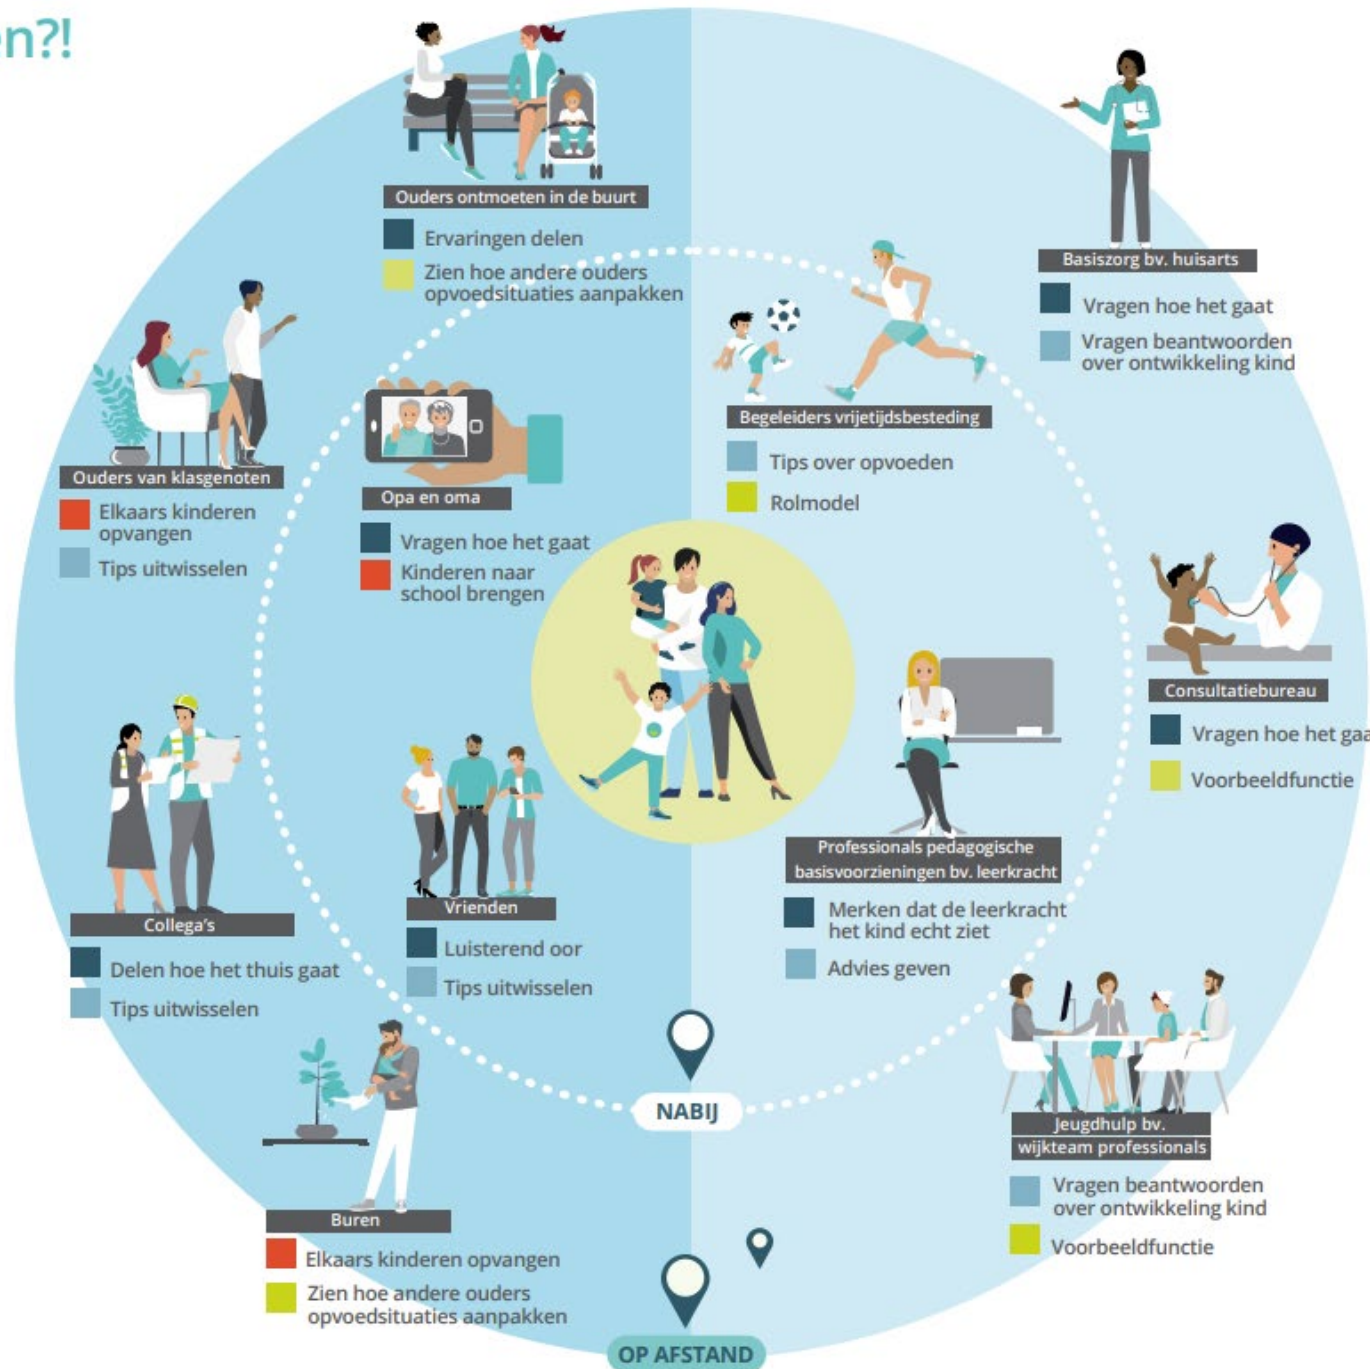 en?!
Ouders ontmoeten in de buurt
Ervaringen delen
Zien hoe andere ouders
opvoedsituaties aanpakken
Basiszorg bv. huisarts
Vragen hoe het gaat
Vragen beantwoorden
over ontwikkeling kind
Ouders van klasgenoten
Elkaars kinderen
opvangen
Tips uitwisselen
Opa en oma
Vragen hoe het gaat
Kinderen naar
school brengen
Begeleiders vrijetijdsbesteding
Tips over opvoeden
Rolmodel
Consultatiebureau
Vragen hoe het gaa
Voorbeeldfunctie
Collega's
Delen hoe het thuis gaat
Tips uitwisselen
Vrienden
Luisterend oor
Tips uitwisselen
Professionals pedagogische
basisvoorzieningen bv. leerkracht
Merken dat de leerkracht
het kind echt ziet
Advies geven
NABIJ
Jeugdhulp bv.
wijkteam professionals
Vragen beantwoorden
over ontwikkeling kind
Voorbeeldfunctie
Buren
Elkaars kinderen opvangen
Zien hoe andere ouders
opvoedsituaties aanpakken
OP AFSTAND